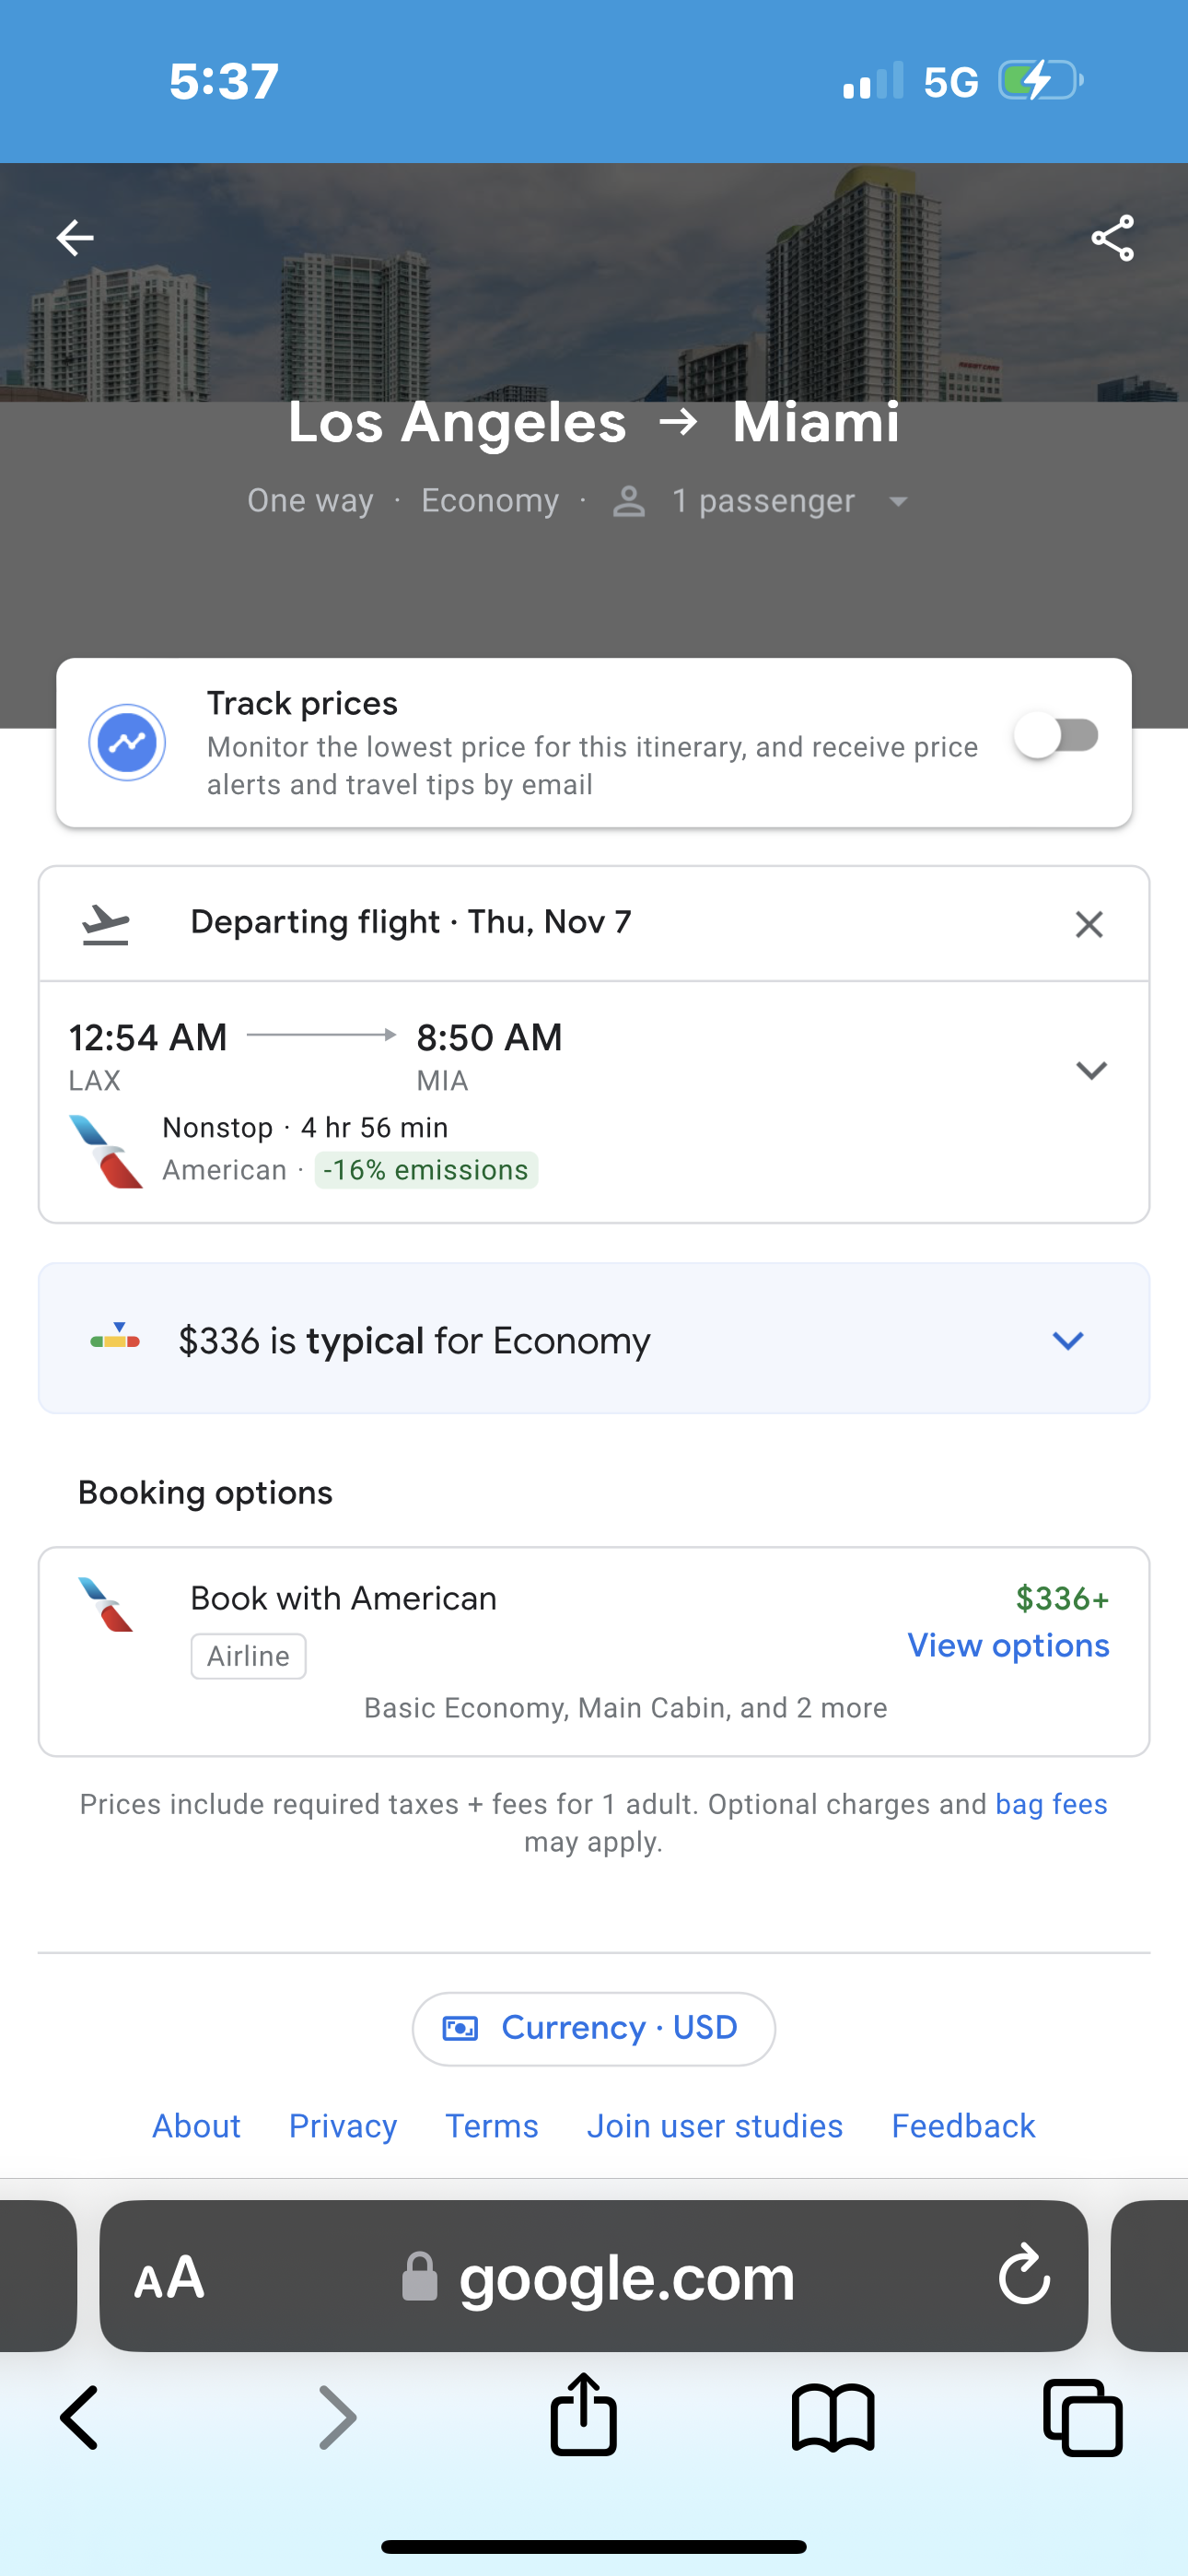 5:37 5G
Los Angeles → Miami
One way · Economy · 1 passenger
Track prices
Monitor the lowest price for this itinerary, and receive price
alerts and travel tips by email
Departing flight · Thu, Nov 7
12:54 AM 8:50 AM
LAX MIA
Nonstop · 4 hr 56 min
American · -16% emissions
$336 is typical for Economy
Booking options
Book with American $336+
Airline View options
Basic Economy, Main Cabin, and 2 more
Prices include required taxes + fees for 1 adult. Optional charges and bag fees
may apply.
Currency · USD
About Privacy Terms Join user studies Feedback
AA google.com